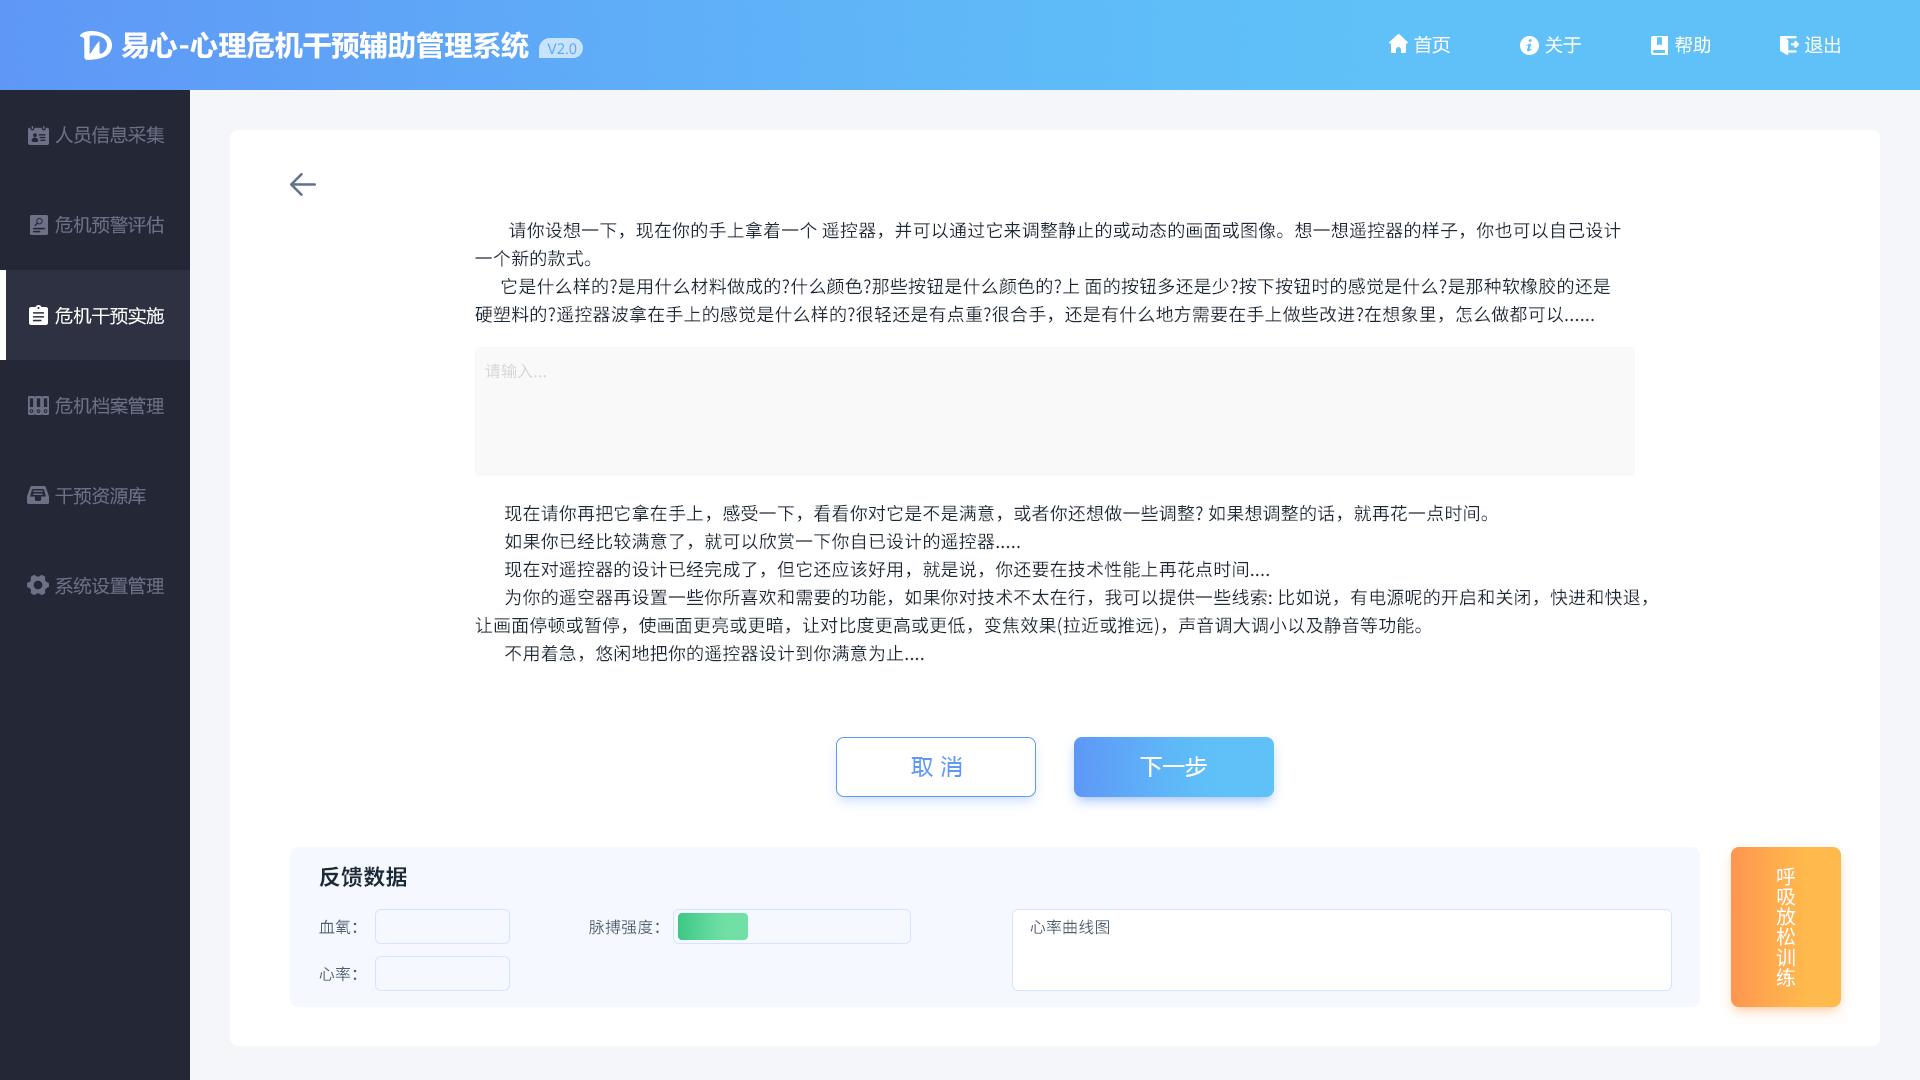 易心-心理危机干预辅助管理系统 V2.0
首页 关于 帮助 退出
人员信息采集
危机预警评估
危机干预实施
危机档案管理
干预资源库
系统设置管理
请你设想一下，现在你的手上拿着一个 遥控器，并可以通过它来调整静止的或动态的画面或图像。想一想遥控器的样子，你也可以自己设计
一个新的款式。
它是什么样的?是用什么材料做成的?什么颜色?那些按钮是什么颜色的?上 面的按钮多还是少?按下按钮时的感觉是什么?是那种软橡胶的还是
硬塑料的?遥控器波拿在手上的感觉是什么样的?很轻还是有点重?很合手，还是有什么地方需要在手上做些改进?在想象里，怎么做都可以......
请输入...
现在请你再把它拿在手上，感受一下，看看你对它是不是满意，或者你还想做一些调整? 如果想调整的话，就再花一点时间。
如果你已经比较满意了，就可以欣赏一下你自已设计的遥控器.....
现在对遥控器的设计已经完成了，但它还应该好用，就是说，你还要在技术性能上再花点时间....
为你的遥空器再设置一些你所喜欢和需要的功能，如果你对技术不太在行，我可以提供一些线索: 比如说，有电源呢的开启和关闭，快进和快退，
让画面停顿或暂停，使画面更亮或更暗，让对比度更高或更低，变焦效果(拉近或推远)，声音调大调小以及静音等功能。
不用着急，悠闲地把你的遥控器设计到你满意为止....
取 消
下一步
反馈数据
血氧：
脉搏强度：
心率曲线图
心率：
呼吸放松训练